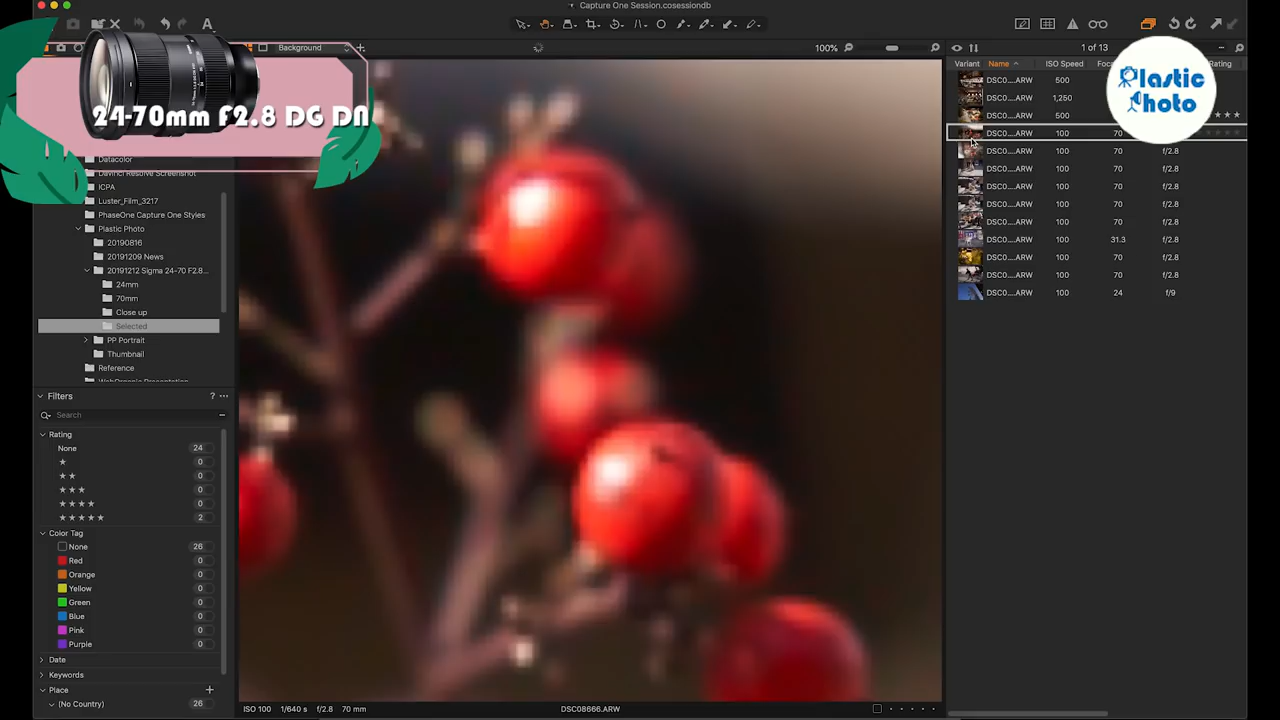 Capture One Session.cosessiondb
A
Background
100%
1 of 13
24-70mm F2.8 DG DN
Plastic
Photo
Variant Name ISO Speed Rating
DSC0....ARW 500
DSC0....ARW 1,250
DSC0....ARW 500
DSC0....ARW 100 70
DSC0....ARW 100 70 f/2.8
DSC0....ARW 100 70 f/2.8
DSC0....ARW 100 70 f/2.8
DSC0....ARW 100 70 f/2.8
DSC0....ARW 100 70 f/2.8
DSC0....ARW 100 31.3 f/2.8
DSC0....ARW 100 70 f/2.8
DSC0....ARW 100 70 f/2.8
DSC0....ARW 100 24 f/9
Datacolor
Davinci Resolve Screenshot
ICPA
Luster_Film_3217
PhaseOne Capture One Styles
Plastic Photo
20190816
20191209 News
20191212 Sigma 24-70 F2.8...
24mm
70mm
Close up
Selected
PP Portrait
Thumbnail
Reference
WebOrganic Presentation
Filters ? ...
Search
Rating
None 24
★ 0
★ ★ 0
★ ★ ★ 0
★ ★ ★ ★ 0
★ ★ ★ ★ ★ 2
Color Tag
None 26
Red 0
Orange 0
Yellow 0
Green 0
Blue 0
Pink 0
Purple 0
Date
Keywords
Place +
(No Country) 26
ISO 100 1/640 s f/2.8 70 mm DSC08666.ARW